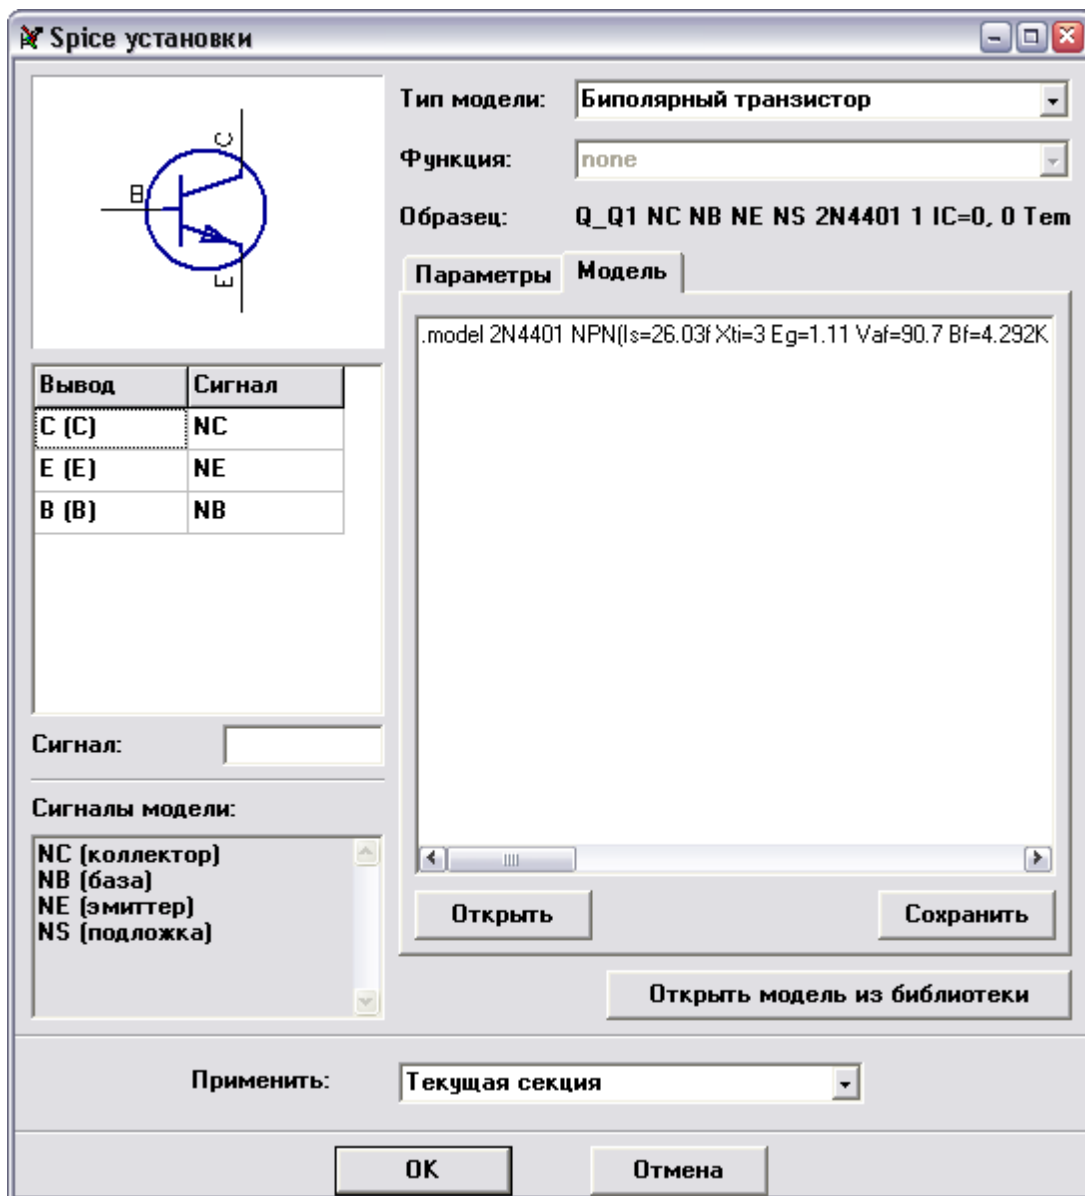 Spice установки
C
B
E
Тип модели: Биполярный транзистор
Функция: none
Образец: Q_Q1 NC NB NE NS 2N4401 1 IC=0, 0 Tem
Параметры Модель
.model 2N4401 NPN(Is=26.03f Xti=3 Eg=1.11 Vaf=90.7 Bf=4.292K
Вывод Сигнал
C (C) NC
E (E) NE
B (B) NB
Сигнал:
Сигналы модели:
NC (коллектор)
NB (база)
NE (эмиттер)
NS (подложка)
Открыть Сохранить
Открыть модель из библиотеки
Применить: Текущая секция
OK Отмена